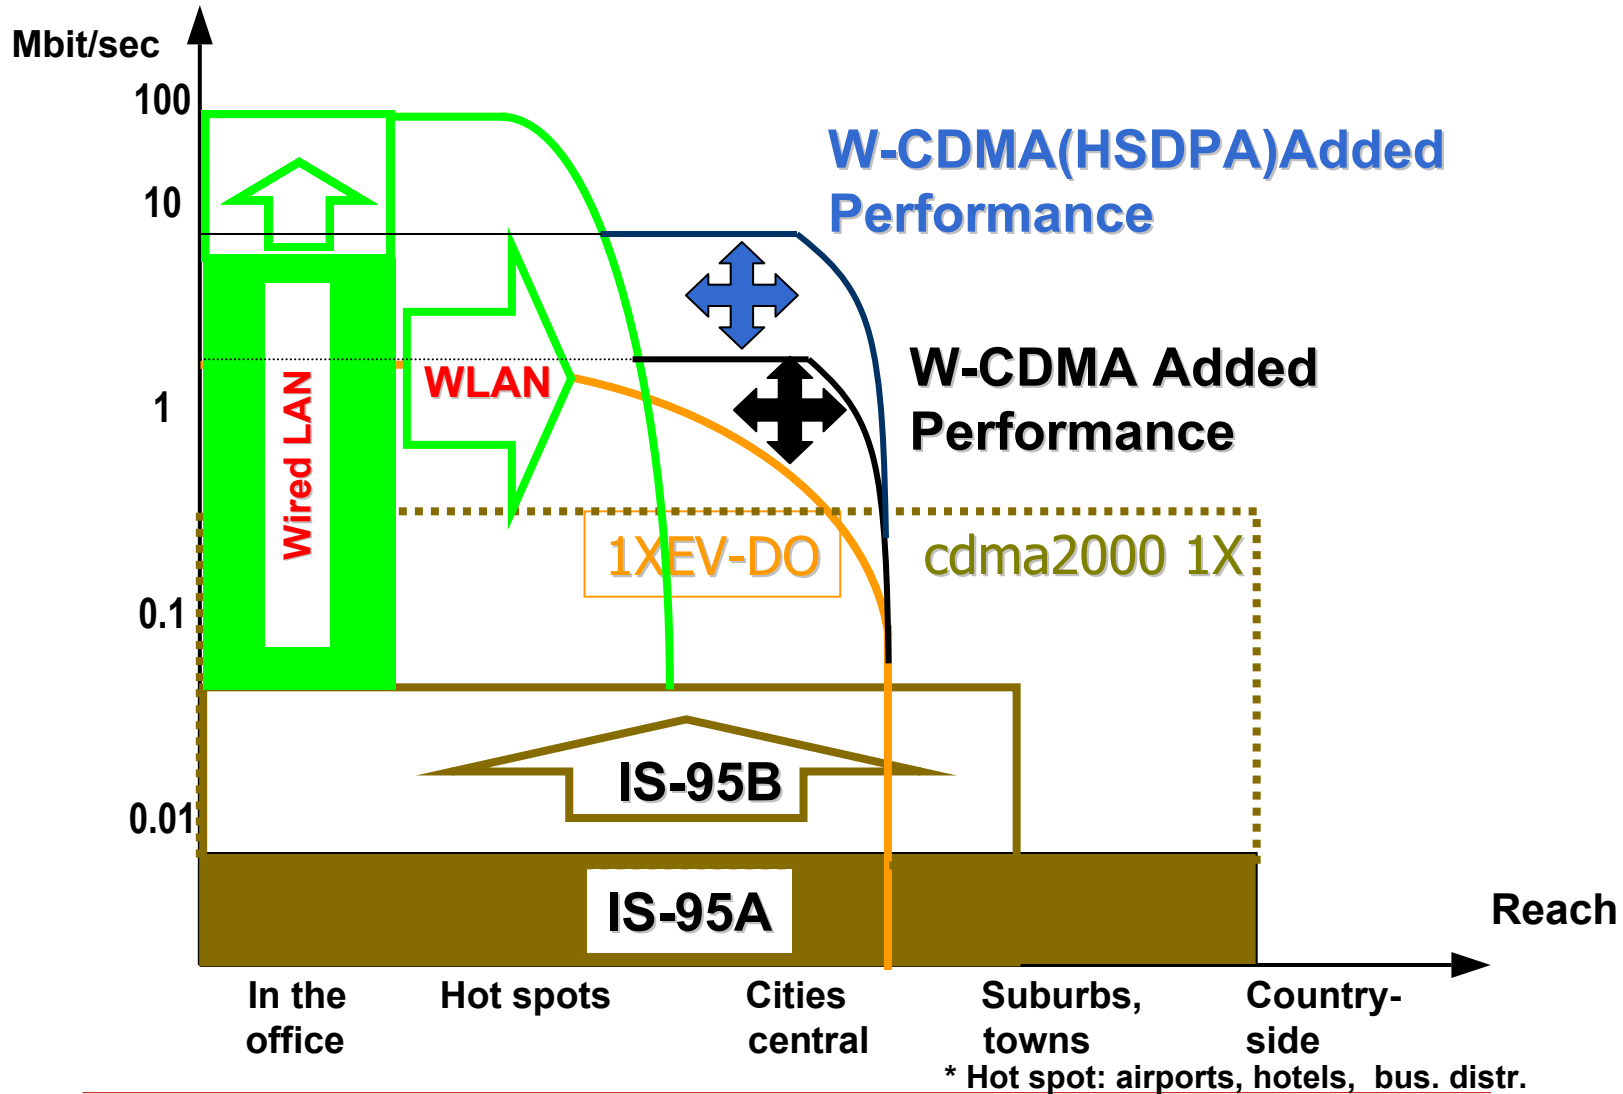 Mbit/sec
100
W-CDMA(HSDPA)Added
Performance
10
W-CDMA Added
Performance
WLAN
1
Wired LAN
1XEV-DO
cdma2000 1X
0.1
IS-95B
0.01
IS-95A
Reach
In the
office
Hot spots
Cities
central
Suburbs,
towns
Country-
side
* Hot spot: airports, hotels, bus. distr.